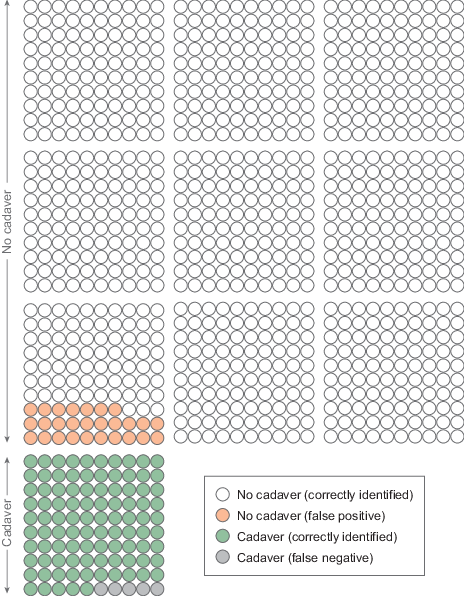 No cadaver
Cadaver
No cadaver (correctly identified)
No cadaver (false positive)
Cadaver (correctly identified)
Cadaver (false negative)